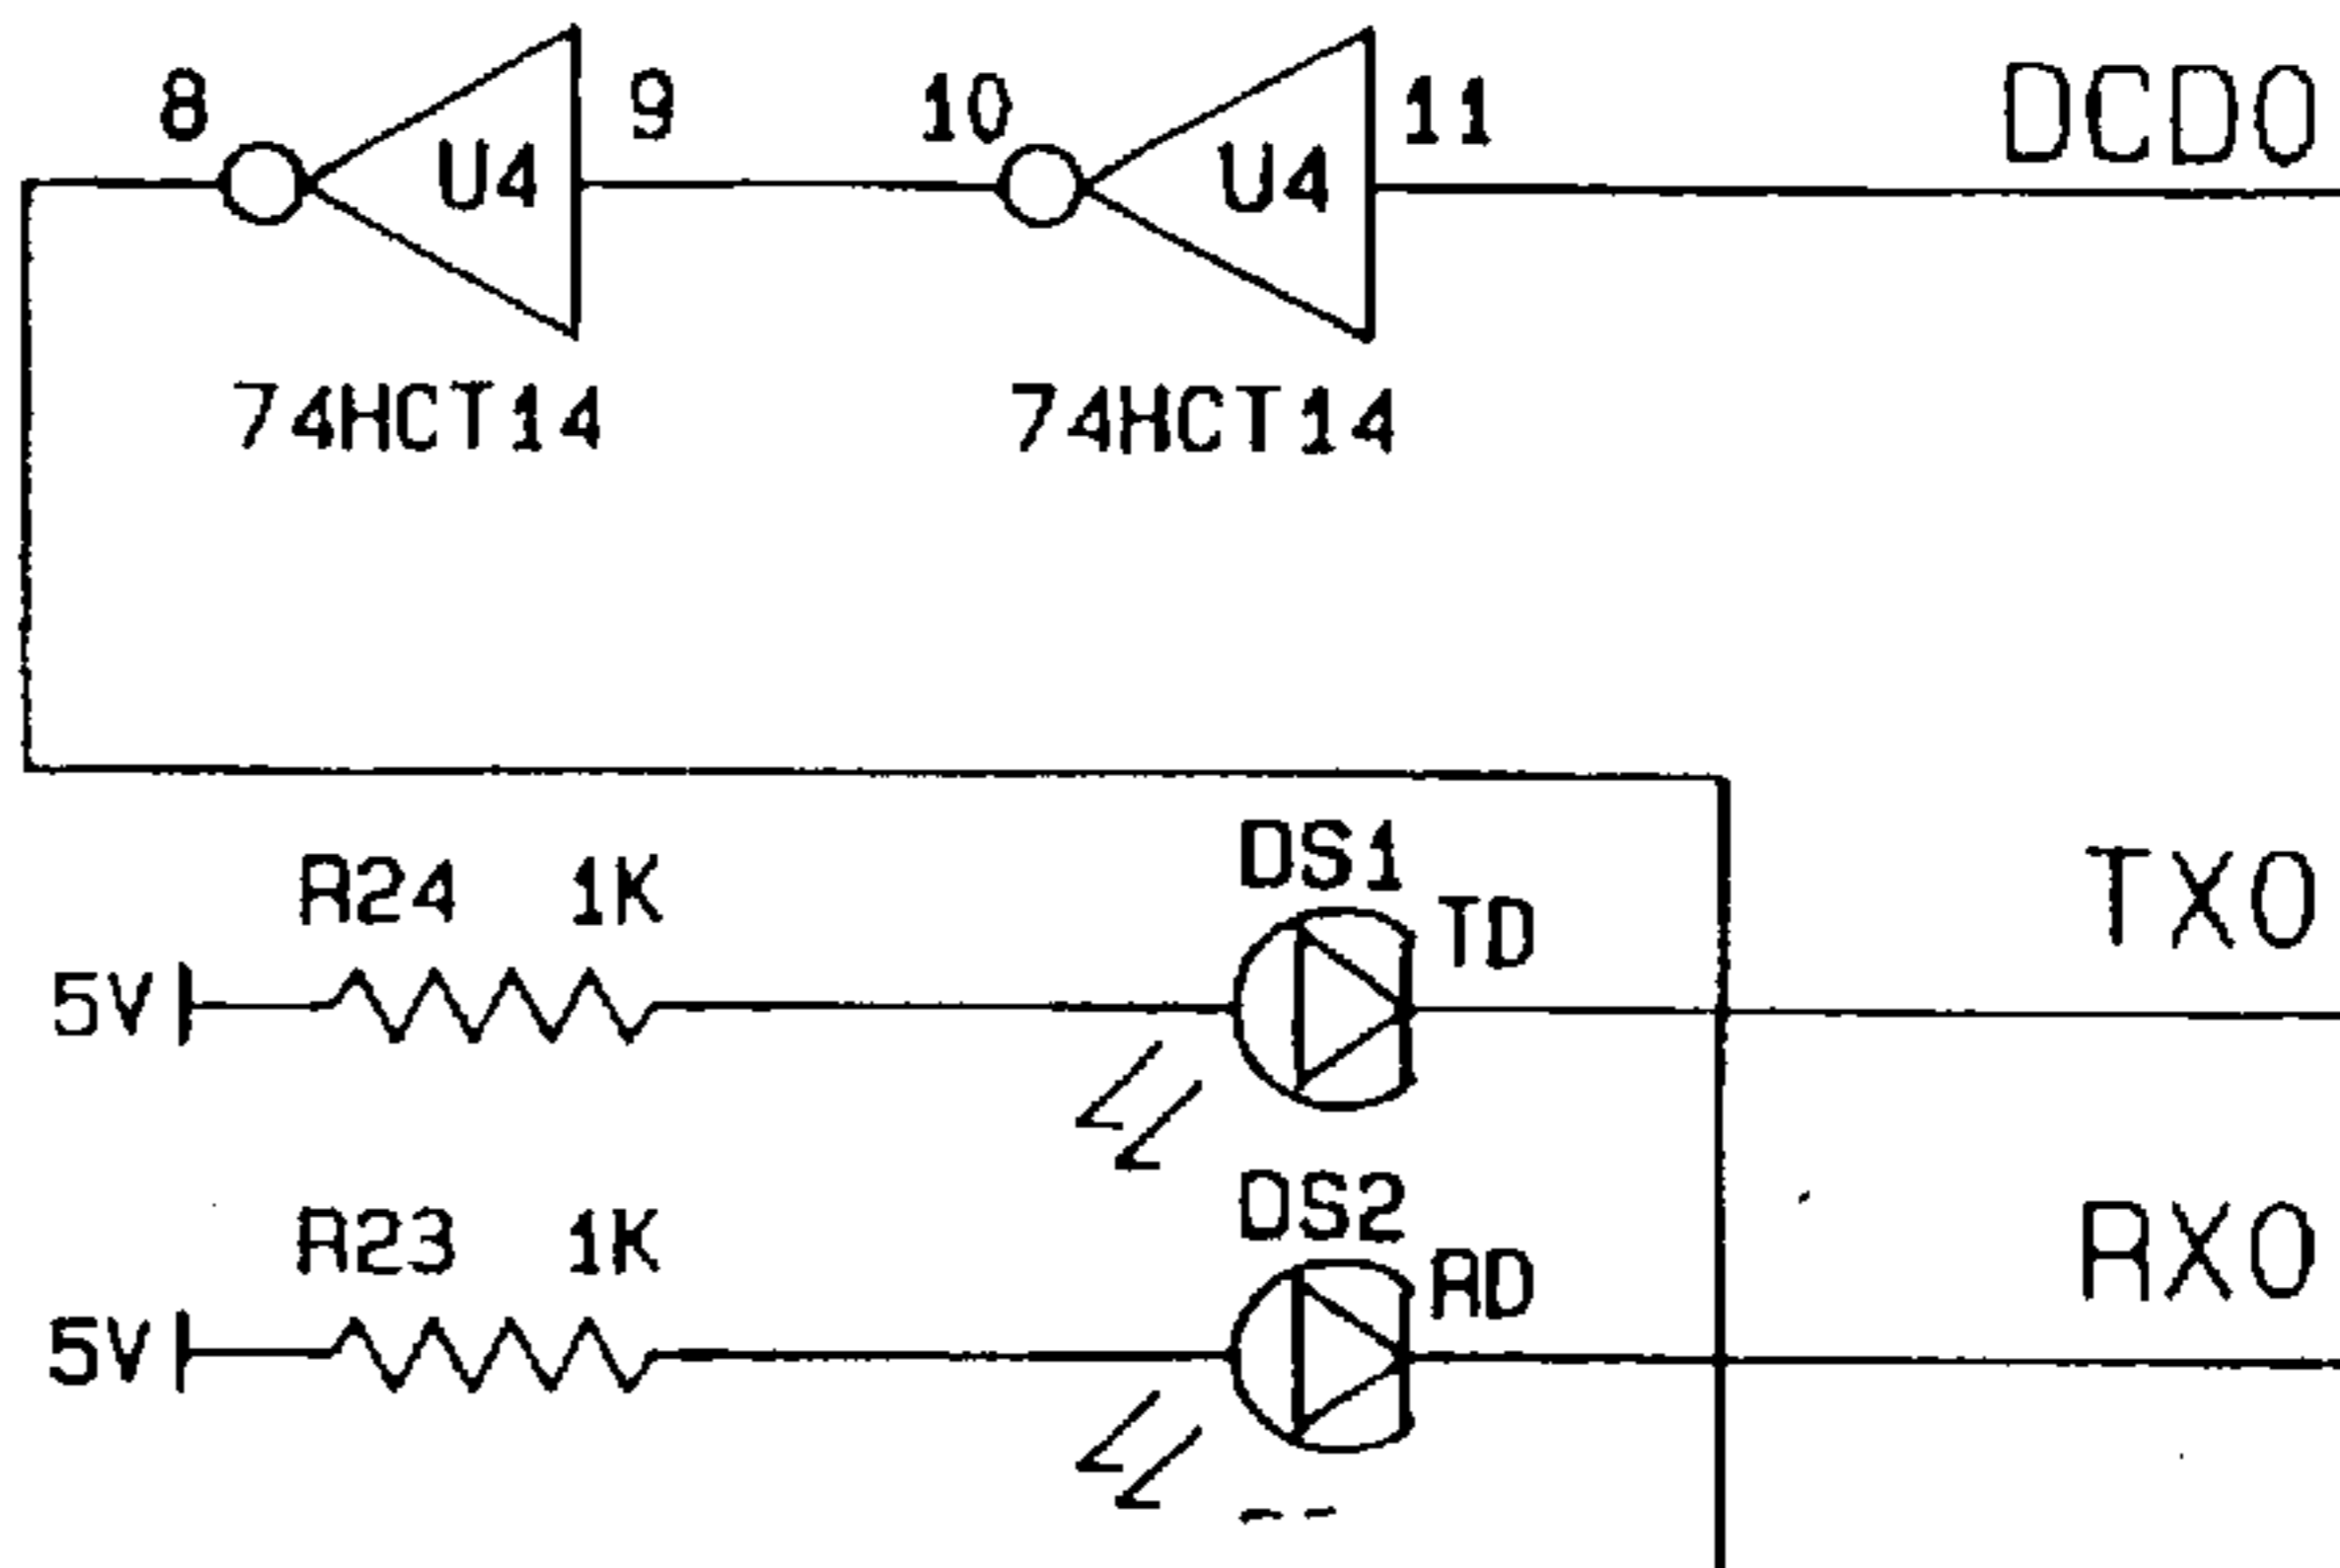 8 U4 9 10 U4 11 DCD0
74HCT14 74HCT14
DS1
R24 1K TD TX0
5V
DS2
R23 1K RD RX0
5V